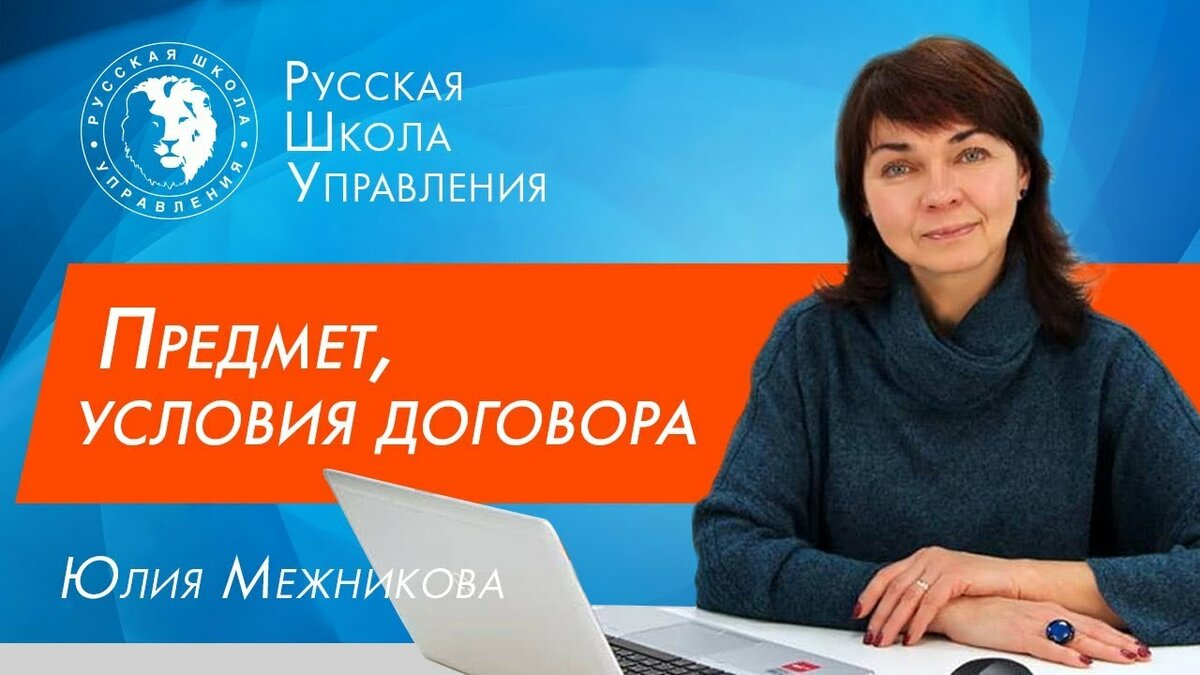 РУССКАЯ ШКОЛА
УПРАВЛЕНИЯ
Русская
Школа
Управления
Предмет,
условия договора
Юлия Межникова